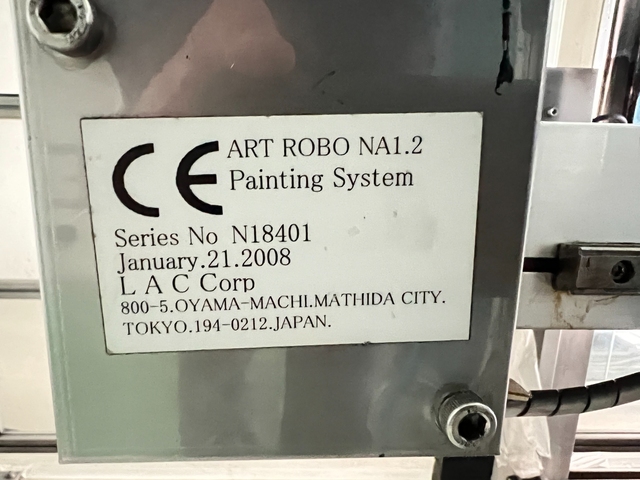 CE ART ROBO NA1.2
Painting System
Series No N18401
January.21.2008
L A C Corp
800-5.OYAMA-MACHI.MATHIDA CITY.
TOKYO.194-0212.JAPAN.